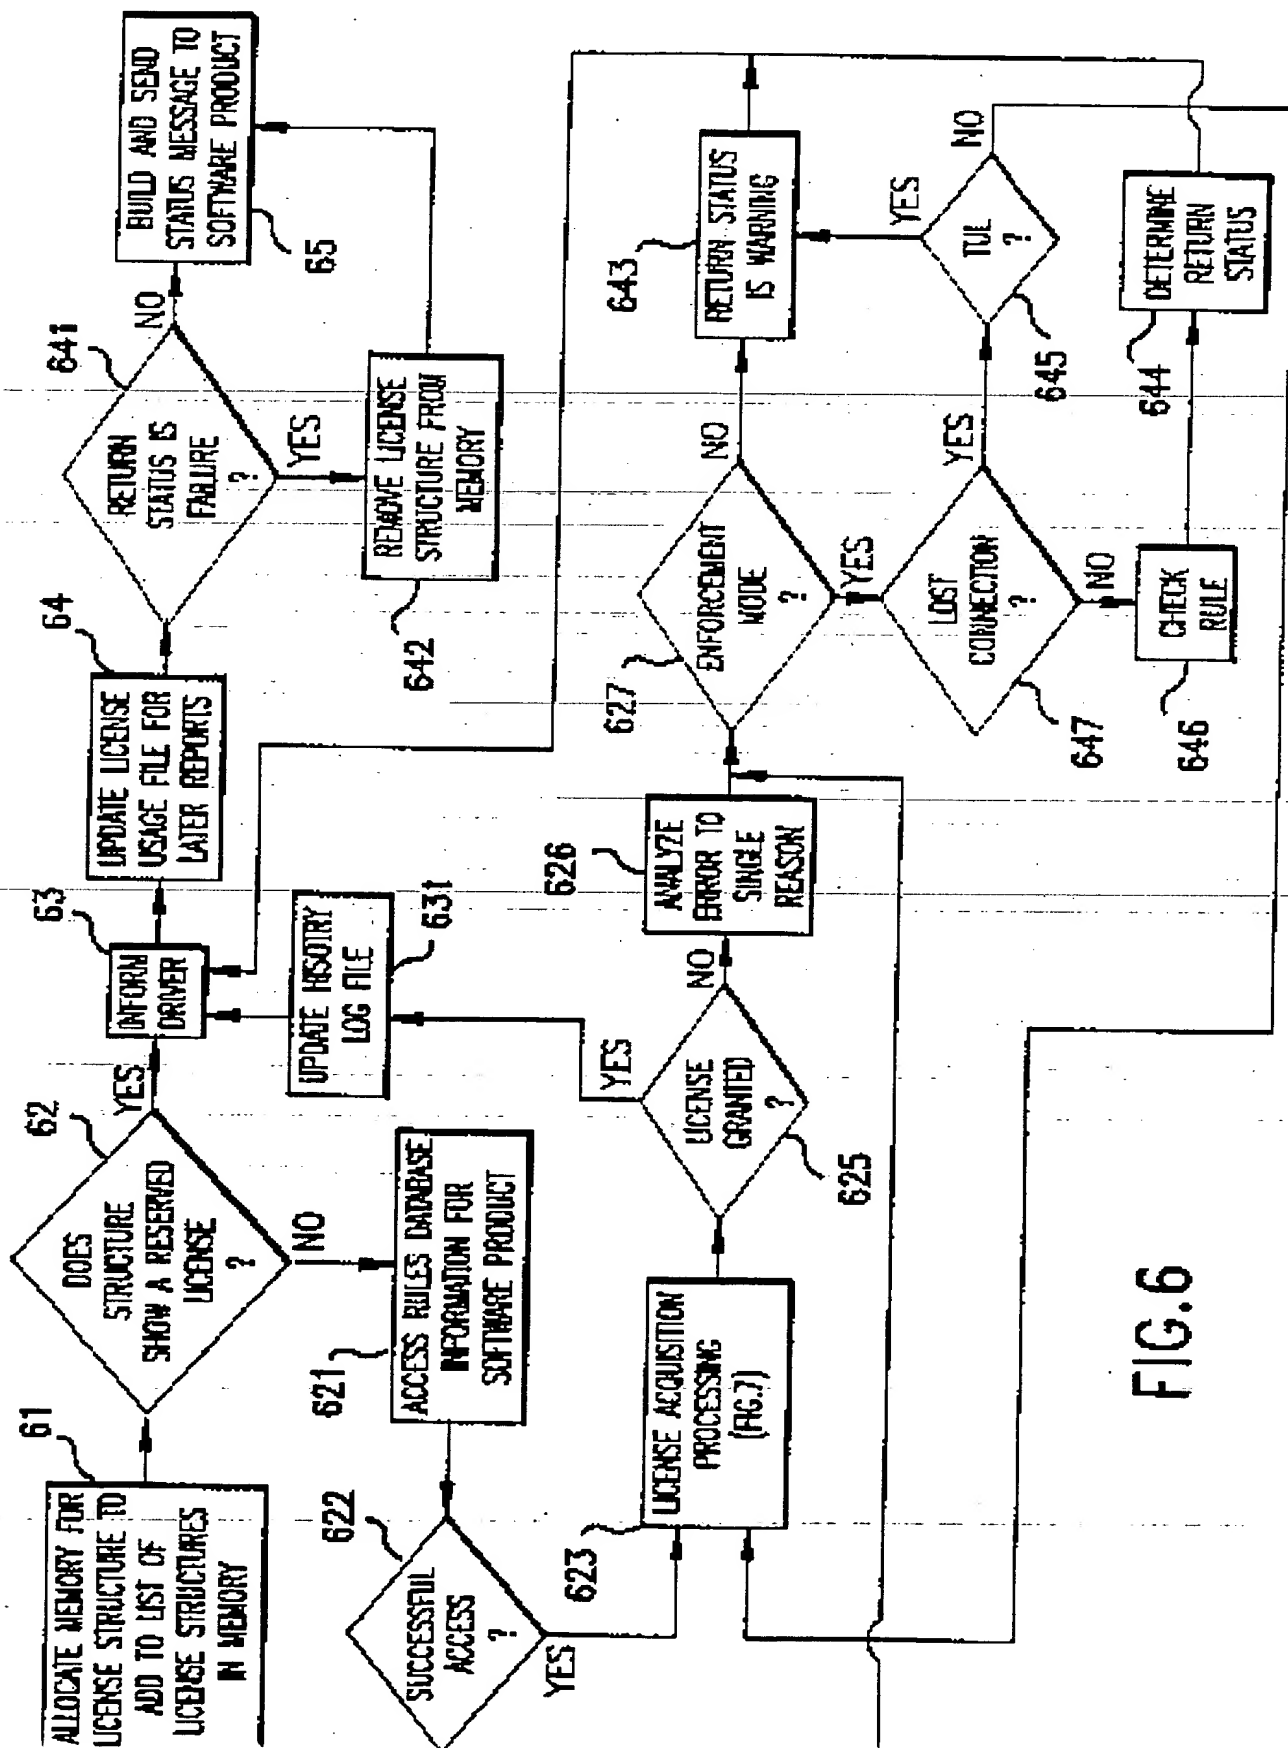 ALLOCATE MEMORY FOR
LICENSE STRUCTURE TO
ADD TO LIST OF
LICENSE STRUCTURES
IN MEMORY
61
DOES
STRUCTURE
SHOW A RESERVED
LICENSE
?
62
YES
NO
INFORM
DRIVER
63
UPDATE LICENSE
USAGE FILE FOR
LATER REPORTS
64
RETURN
STATUS IS
FAILURE
?
641
NO
YES
BUILD AND SEND
STATUS MESSAGE TO
SOFTWARE PRODUCT
65
REMOVE LICENSE
STRUCTURE FROM
MEMORY
642
UPDATE HISOTRY
LOG FILE
631
ACCESS RULES DATABASE
INFORMATION FOR
SOFTWARE PRODUCT
621
SUCCESSFUL
ACCESS
?
622
YES
LICENSE ACQUISITION
PROCESSING
(FIG.7)
623
LICENSE
GRANTED
?
625
YES
NO
ANALYZE
ERROR TO
SINGLE
REASON
626
ENFORCEMENT
MODE
?
627
NO
YES
RETURN STATUS
IS WARNING
643
LOST
CONNECTION
?
647
YES
NO
TUL
?
645
YES
NO
CHECK
RULE
646
DETERMINE
RETURN
STATUS
644
FIG.6